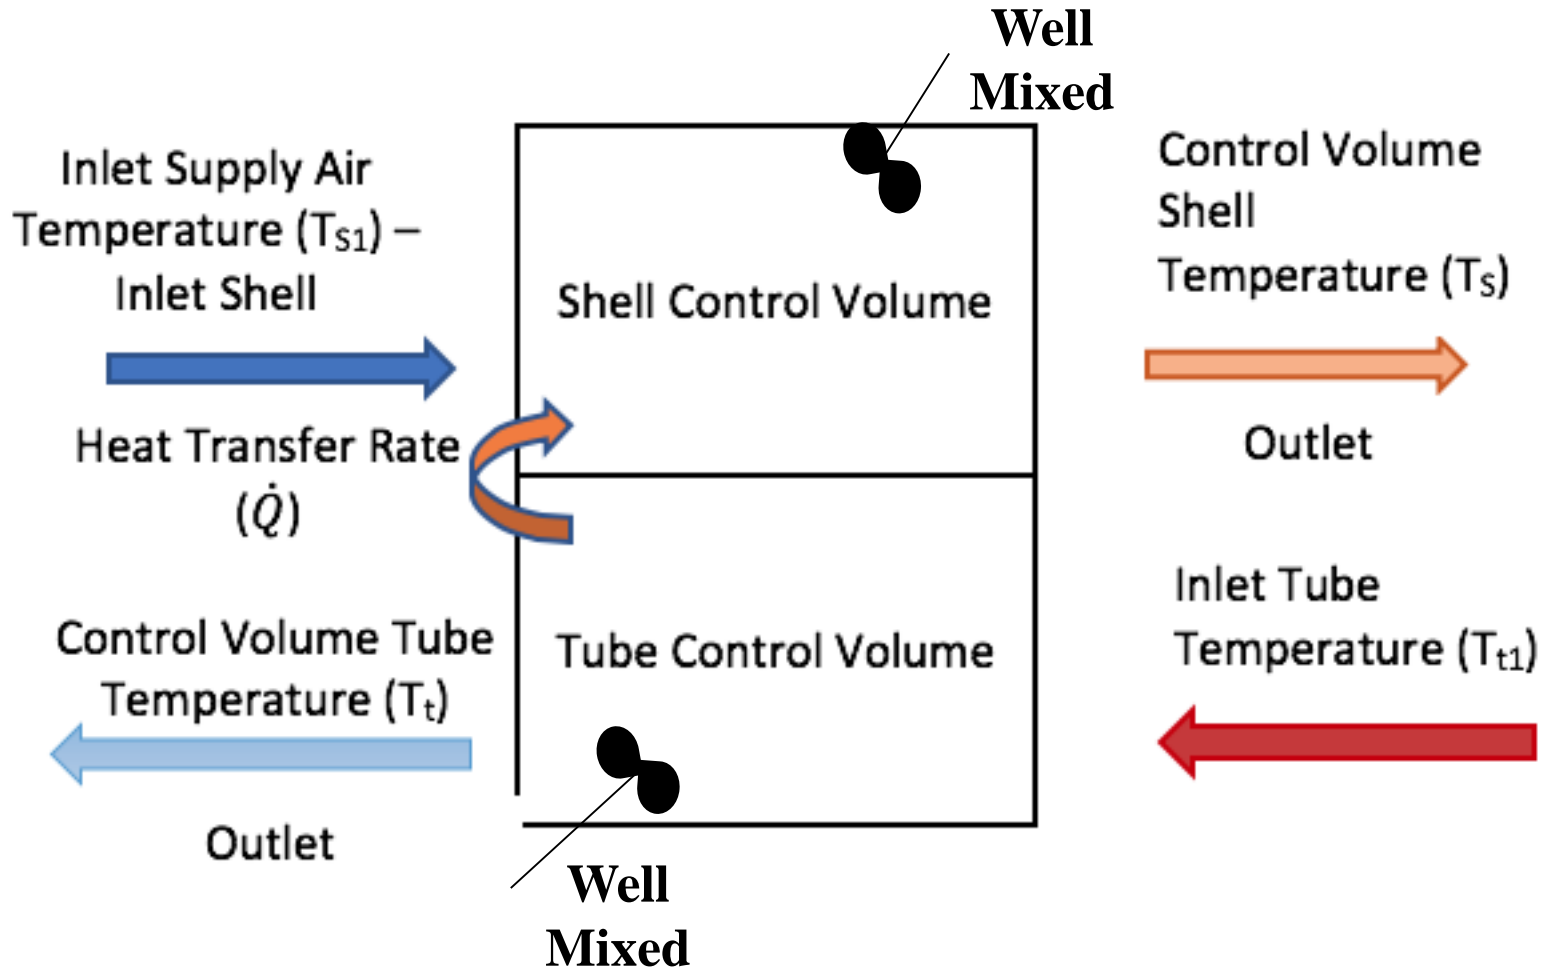 Well
Mixed
Inlet Supply Air
Temperature (TS1) –
Inlet Shell
Control Volume
Shell
Temperature (TS)
Shell Control Volume
Heat Transfer Rate
(Q̇)
Outlet
Inlet Tube
Temperature (Tt1)
Control Volume Tube
Temperature (Tt)
Tube Control Volume
Outlet
Well
Mixed